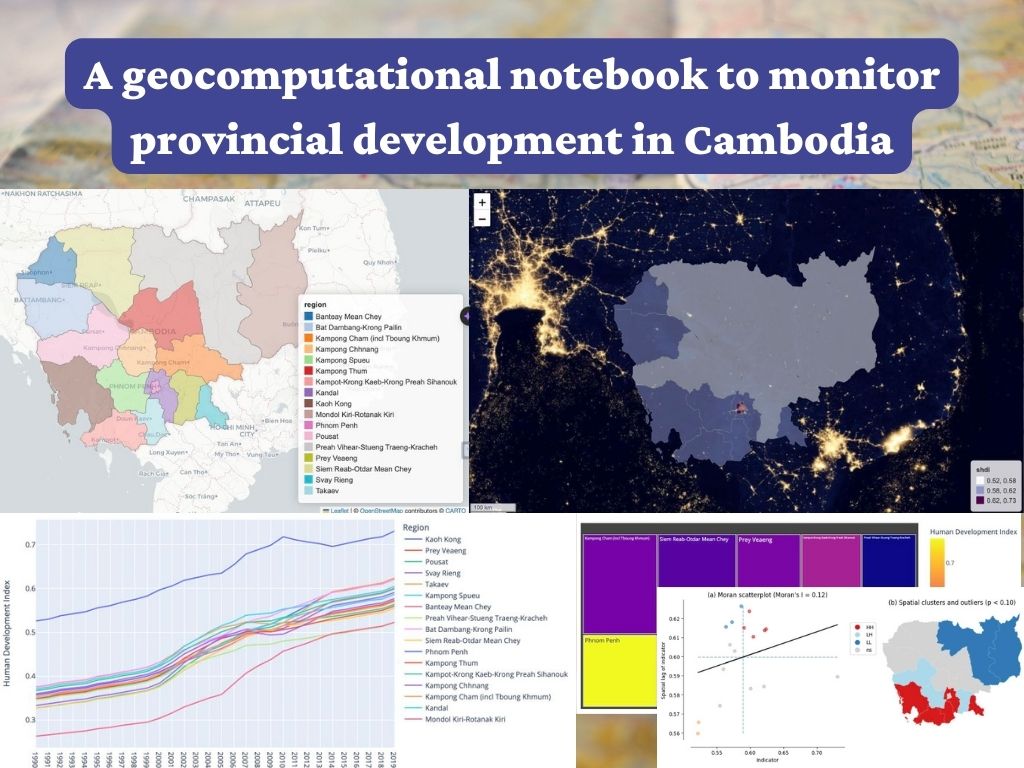 A geocomputational notebook to monitor
provincial development in Cambodia
NAKHON RATCHASIMA
CHAMPASAK
ATTAPEU
Kon Tum
Pleiku
Quy Nhon
Sisophon
SIEM REAP
BATTAMBANG
Pursat
CAMBODIA
Kampong Chhnang
Kampong Cham
PHNOM PEN
Kampot
HO CHI MINH
CITY
Bien Hoa
Tan An
Long Xuyen
My Tho
Vung Tau
Rach Gia
Can Tho
Soc Trang
region
Banteay Mean Chey
Bat Dambang-Krong Pailin
Kampong Cham (incl Tboung Khmum)
Kampong Chhnang
Kampong Spueu
Kampong Thum
Kampot-Krong Kaeb-Krong Preah Sihanouk
Kandal
Kaoh Kong
Mondol Kiri-Rotanak Kiri
Phnom Penh
Pousat
Preah Vihear-Stueng Traeng-Kracheh
Prey Veaeng
Siem Reab-Otdar Mean Chey
Svay Rieng
Takaev
Leaflet | © OpenStreetMap contributors © CARTO
+
−
100 km
shdi
0.52, 0.58
0.58, 0.62
0.62, 0.73
Human Development Index
0.7
0.6
0.5
0.4
0.3
1990
1991
1992
1993
1994
1995
1996
1997
1998
1999
2000
2001
2002
2003
2004
2005
2006
2007
2008
2009
2010
2011
2012
2013
2014
2015
2016
2017
2018
2019
Region
Kaoh Kong
Prey Veaeng
Pousat
Svay Rieng
Takaev
Kampong Spueu
Banteay Mean Chey
Preah Vihear-Stueng Traeng-Kracheh
Bat Dambang-Krong Pailin
Siem Reab-Otdar Mean Chey
Phnom Penh
Kampong Thum
Kampot-Krong Kaeb-Krong Preah Sihanouk
Kampong Chhnang
Kampong Cham (incl Tboung Khmum)
Kandal
Mondol Kiri-Rotanak Kiri
Kampong Cham (incl Tboung Khmum)
Siem Reab-Otdar Mean Chey
Prey Veaeng
Phnom Penh
Human Development Index
0.7
(a) Moran scatterplot (Moran's I = 0.12)
Spatial lag of indicator
0.62
0.61
0.60
0.59
0.58
0.57
0.56
0.55
0.60
0.65
0.70
Indicator
(b) Spatial clusters and outliers (p < 0.10)
HH
LH
LL
ns